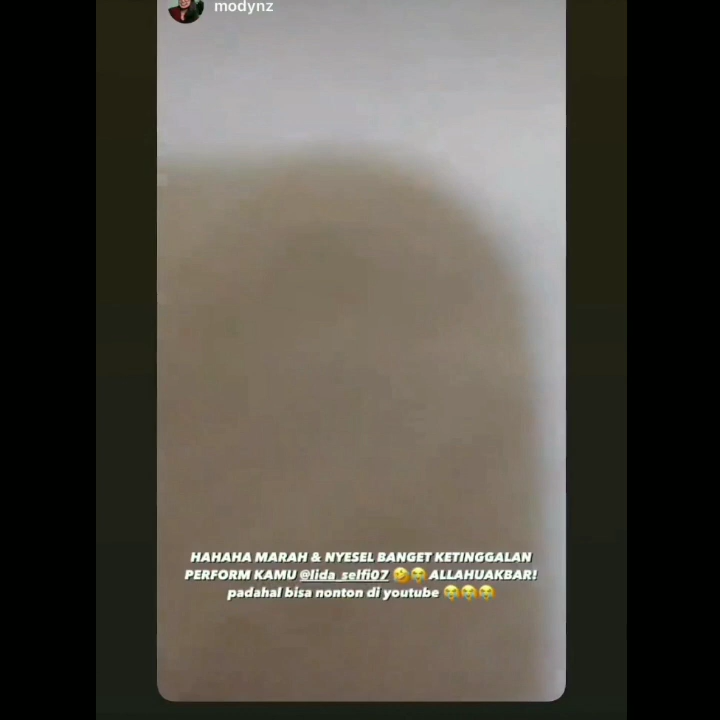 modynz
HAHAHA MARAH & NYESEL BANGET KETINGGALAN
PERFORM KAMU @lida_selfi07 🤣😭 ALLAHUAKBAR!
padahal bisa nonton di youtube 😭😭😭